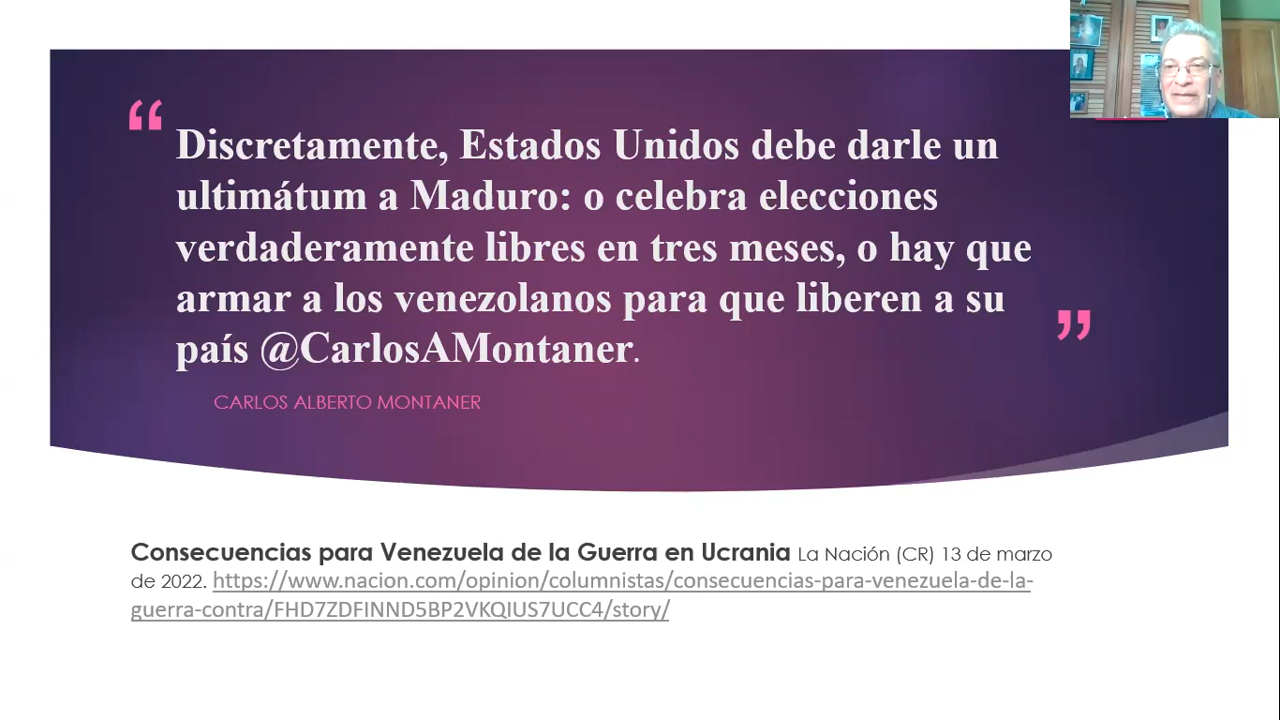 “
Discretamente, Estados Unidos debe darle un
ultimátum a Maduro: o celebra elecciones
verdaderamente libres en tres meses, o hay que
armar a los venezolanos para que liberen a su
país @CarlosAMontaner.
”
CARLOS ALBERTO MONTANER
Consecuencias para Venezuela de la Guerra en Ucrania La Nación (CR) 13 de marzo
de 2022. https://www.nacion.com/opinion/columnistas/consecuencias-para-venezuela-de-la-
guerra-contra/FHD7ZDFINND5BP2VKQIUS7UCC4/story/